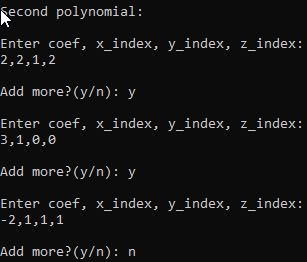 Second polynomial:
Enter coef, x_index, y_index, z_index:
2,2,1,2
Add more?(y/n): y
Enter coef, x_index, y_index, z_index:
3,1,0,0
Add more?(y/n): y
Enter coef, x_index, y_index, z_index:
-2,1,1,1
Add more?(y/n): n